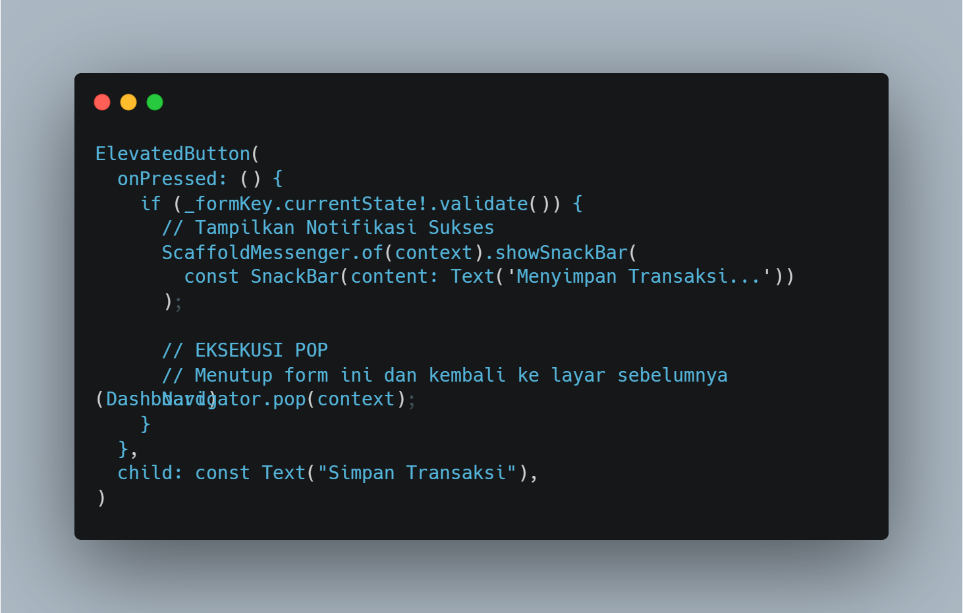 ElevatedButton(
  onPressed: () {
    if (_formKey.currentState!.validate()) {
      // Tampilkan Notifikasi Sukses
      ScaffoldMessenger.of(context).showSnackBar(
        const SnackBar(content: Text('Menyimpan Transaksi...'))
      );

      // EKSEKUSI POP
      // Menutup form ini dan kembali ke layar sebelumnya
(Dashboard)
      Navigator.pop(context);
    }
  },
  child: const Text("Simpan Transaksi"),
)